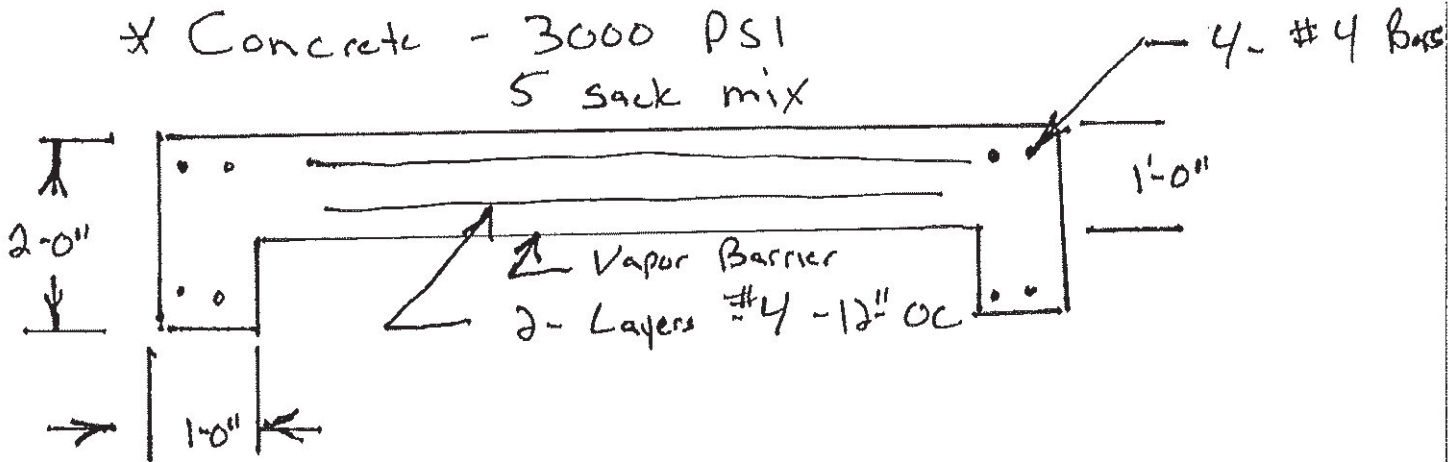 * Concrete - 3000 PSI
5 sack mix
4- #4 Bars
2-0"
1'-0"
Vapor Barrier
2- Layers #4 -12" OC
1-0"